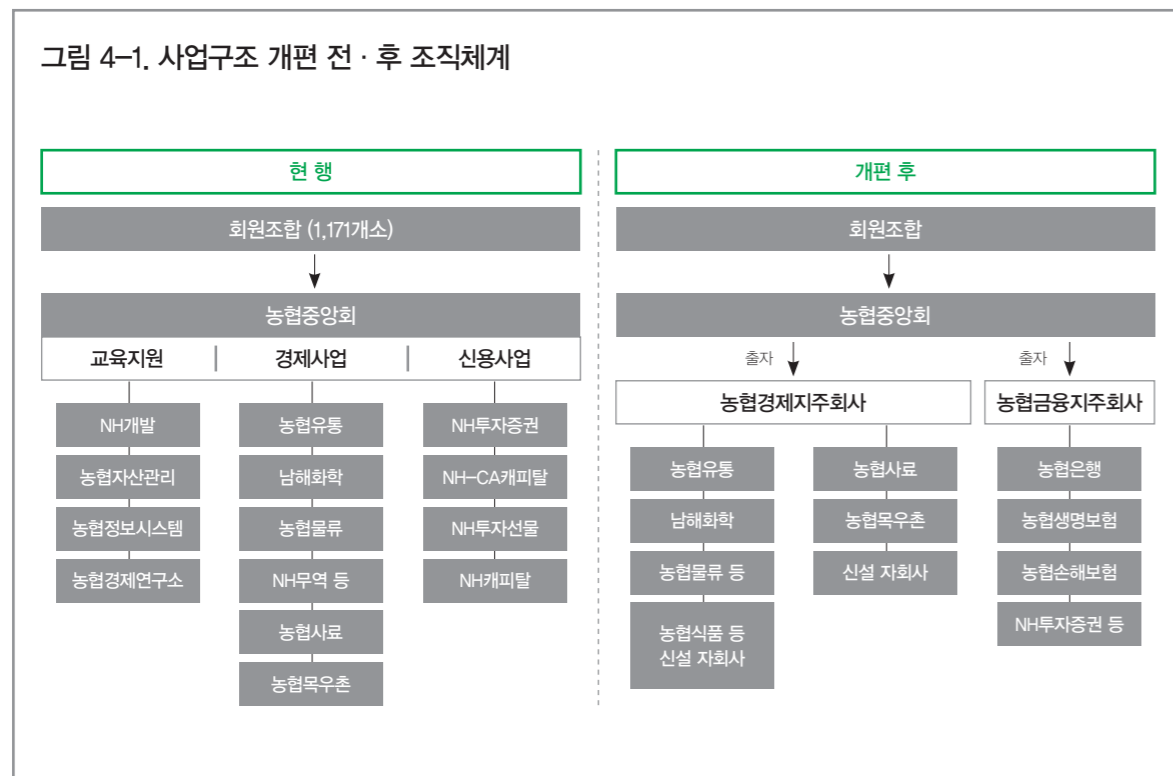 그림 4-1. 사업구조 개편 전 · 후 조직체계
현 행
회원조합 (1,171개소)
농협중앙회
교육지원 | 경제사업 | 신용사업
NH개발
농협자산관리
농협정보시스템
농협경제연구소
농협유통
남해화학
농협물류
NH무역 등
농협사료
농협목우촌
NH투자증권
NH-CA캐피탈
NH투자선물
NH캐피탈
개편 후
회원조합
농협중앙회
출자
출자
농협경제지주회사
농협금융지주회사
농협유통
남해화학
농협물류 등
농협식품 등
신설 자회사
농협사료
농협목우촌
신설 자회사
농협은행
농협생명보험
농협손해보험
NH투자증권 등